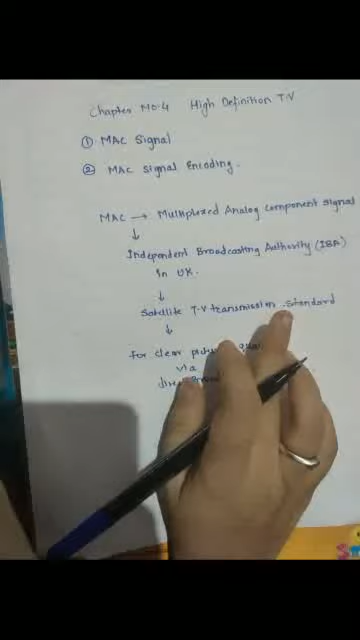 Chapter No.4 High Definition T.V
① MAC Signal
② MAC Signal Encoding.
MAC → Multiplexed Analog Component Signal
↓
Independent Broadcasting Authority (IBA)
In UK.
↓
Satellite T.V transmission Standard
↓
For clear
via